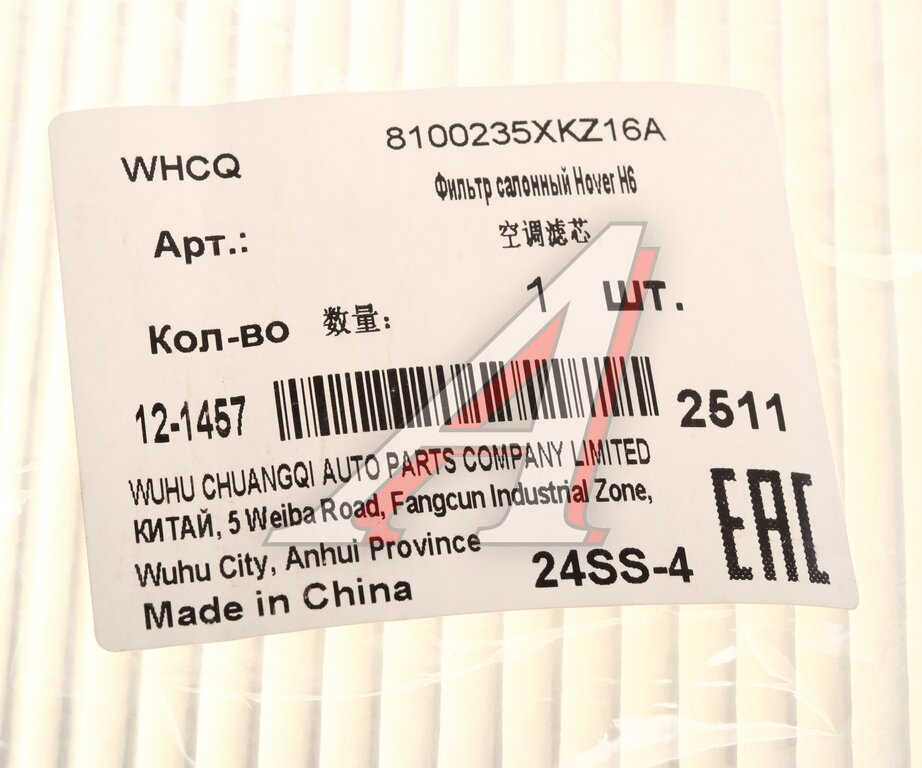 WHCQ 8100235XKZ16A
Фильтр салонный Hover H6
Арт.: 空调滤芯
Кол-во 数量: 1 шт.
12-1457 2511
WUHU CHUANGQI AUTO PARTS COMPANY LIMITED
КИТАЙ, 5 Weiba Road, Fangcun Industrial Zone,
Wuhu City, Anhui Province
Made in China 24SS-4
EAC